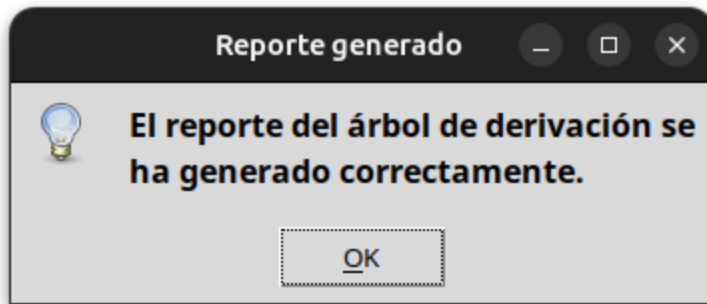 Reporte generado
El reporte del árbol de derivación se
ha generado correctamente.
OK